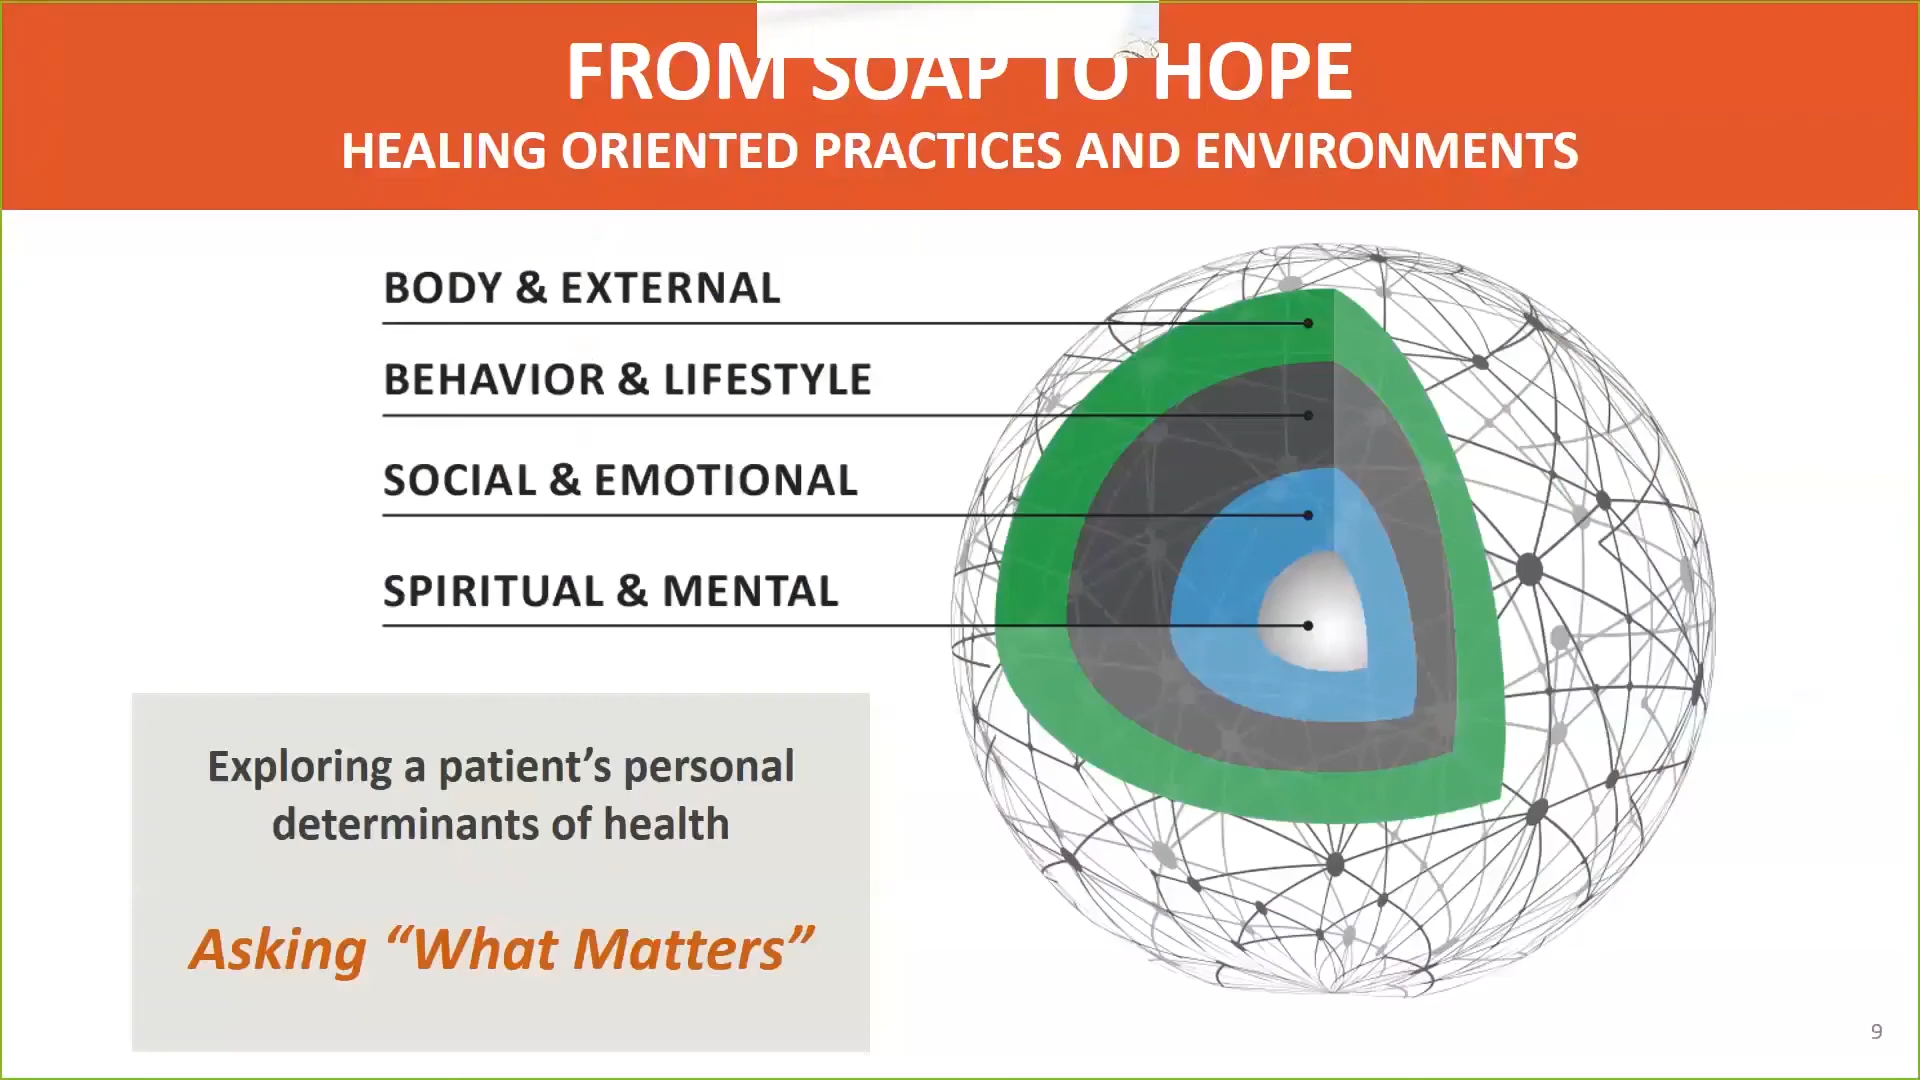 FROM SOAP TO HOPE
HEALING ORIENTED PRACTICES AND ENVIRONMENTS
BODY & EXTERNAL
BEHAVIOR & LIFESTYLE
SOCIAL & EMOTIONAL
SPIRITUAL & MENTAL
Exploring a patient’s personal
determinants of health
Asking “What Matters”
9